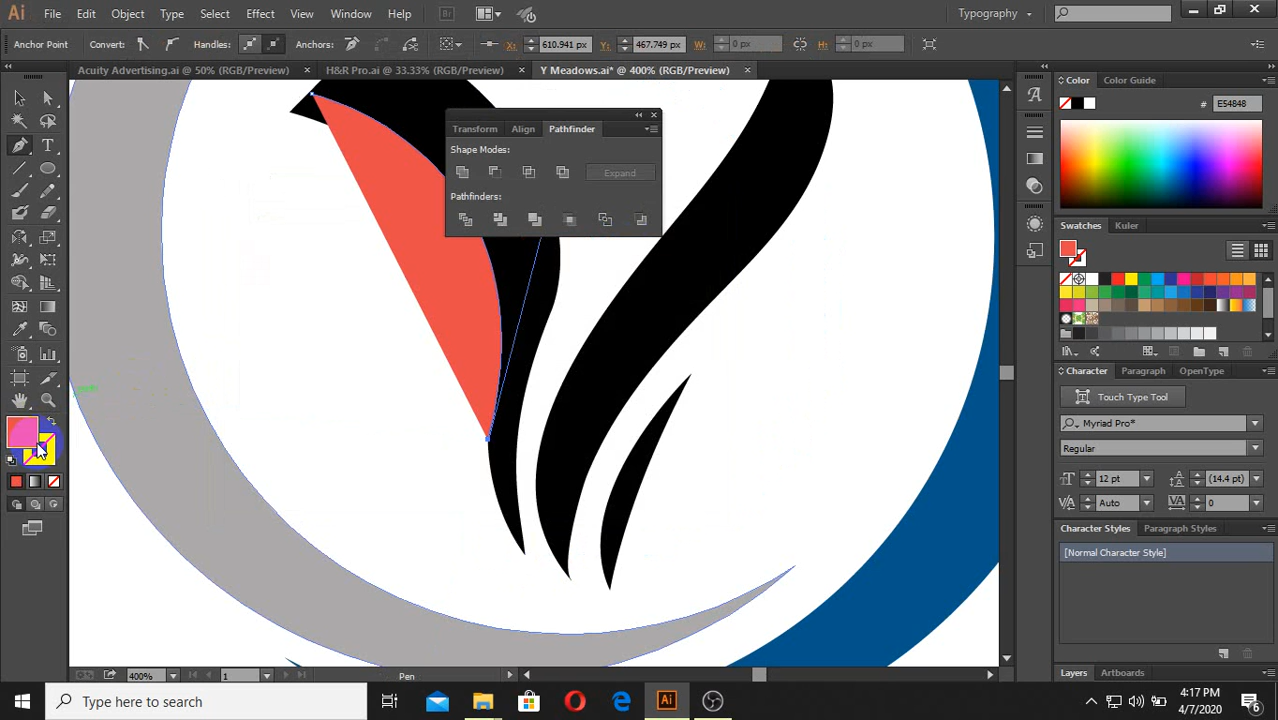 Ai File Edit Object Type Select Effect View Window Help Br Typography
Anchor Point Convert: Handles: Anchors: X: 610.941 px Y: 467.749 px W: 0 px H: 0 px
Acuity Advertising.ai @ 50% (RGB/Preview) × H&R Pro.ai @ 33.33% (RGB/Preview) × Y Meadows.ai* @ 400% (RGB/Preview) ×
Color Color Guide
# E54848
Transform Align Pathfinder
Shape Modes:
Expand
Pathfinders:
Swatches Kuler
Character Paragraph OpenType
Touch Type Tool
Myriad Pro*
Regular
12 pt (14.4 pt)
Auto 0
Character Styles Paragraph Styles
[Normal Character Style]
Layers Artboards
400% 1 Pen
Type here to search
Ai
4:17 PM
4/7/2020
6